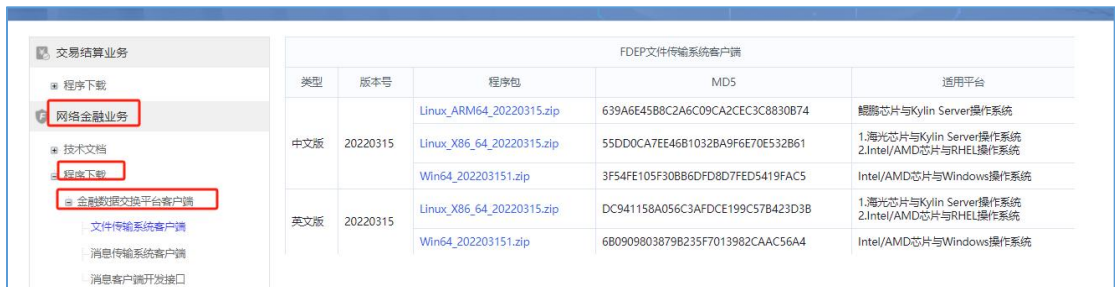 交易结算业务
程序下载
网络金融业务
技术文档
程序下载
金融数据交换平台客户端
文件传输系统客户端
消息传输系统客户端
消息客户端开发接口
FDEP文件传输系统客户端
类型 版本号 程序包 MD5 适用平台
中文版 20220315
Linux_ARM64_20220315.zip 639A6E45B8C2A6C09CA2CEC3C8830B74 鲲鹏芯片与Kylin Server操作系统
Linux_X86_64_20220315.zip 55DD0CA7EE46B1032BA9F6E70E532B61 1.海光芯片与Kylin Server操作系统
2.Intel/AMD芯片与RHEL操作系统
Win64_202203151.zip 3F54FE105F30BB6DFD8D7FED5419FAC5 Intel/AMD芯片与Windows操作系统
英文版 20220315
Linux_X86_64_20220315.zip DC941158A056C3AFDCE199C57B423D3B 1.海光芯片与Kylin Server操作系统
2.Intel/AMD芯片与RHEL操作系统
Win64_202203151.zip 6B0909803879B235F7013982CAAC56A4 Intel/AMD芯片与Windows操作系统